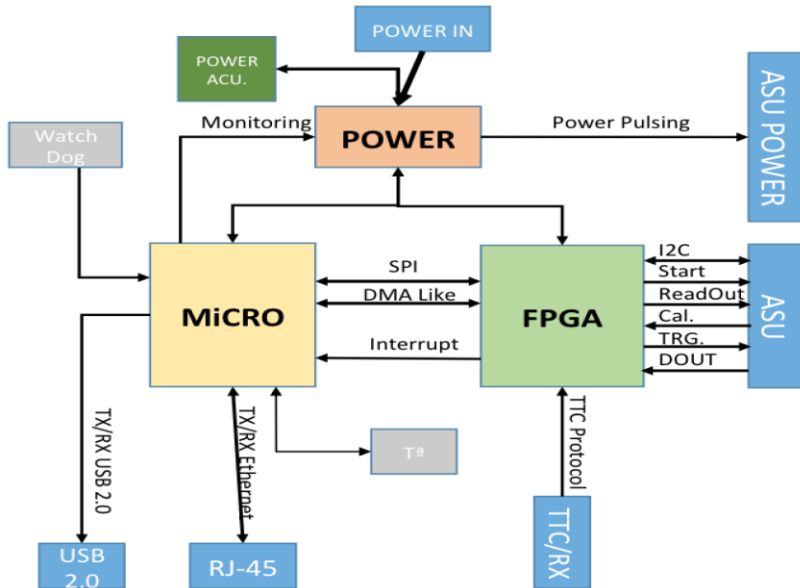 POWER IN
POWER
ACU.
ASU POWER
Watch
Dog
Monitoring
POWER
Power Pulsing
MiCRO
SPI
DMA Like
Interrupt
FPGA
I2C
Start
ReadOut
Cal.
TRG.
DOUT
ASU
TX/RX USB 2.0
TX/RX Ethernet
Tª
TTC Protocol
USB
2.0
RJ-45
TTC/RX